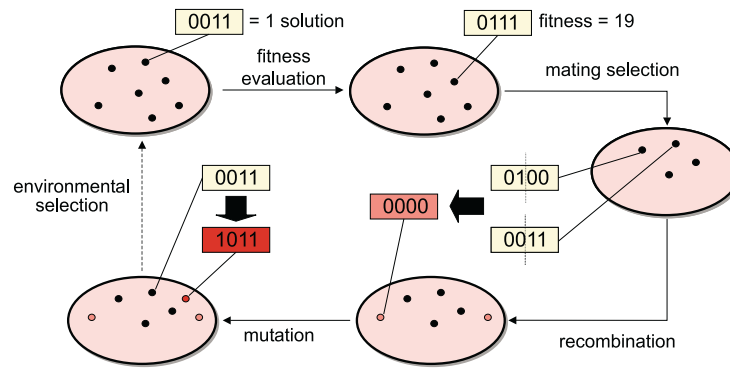 0011 = 1 solution
fitness
evaluation
0111 fitness = 19
mating selection
environmental
selection
0011
1011
0000
0100
0011
mutation
recombination